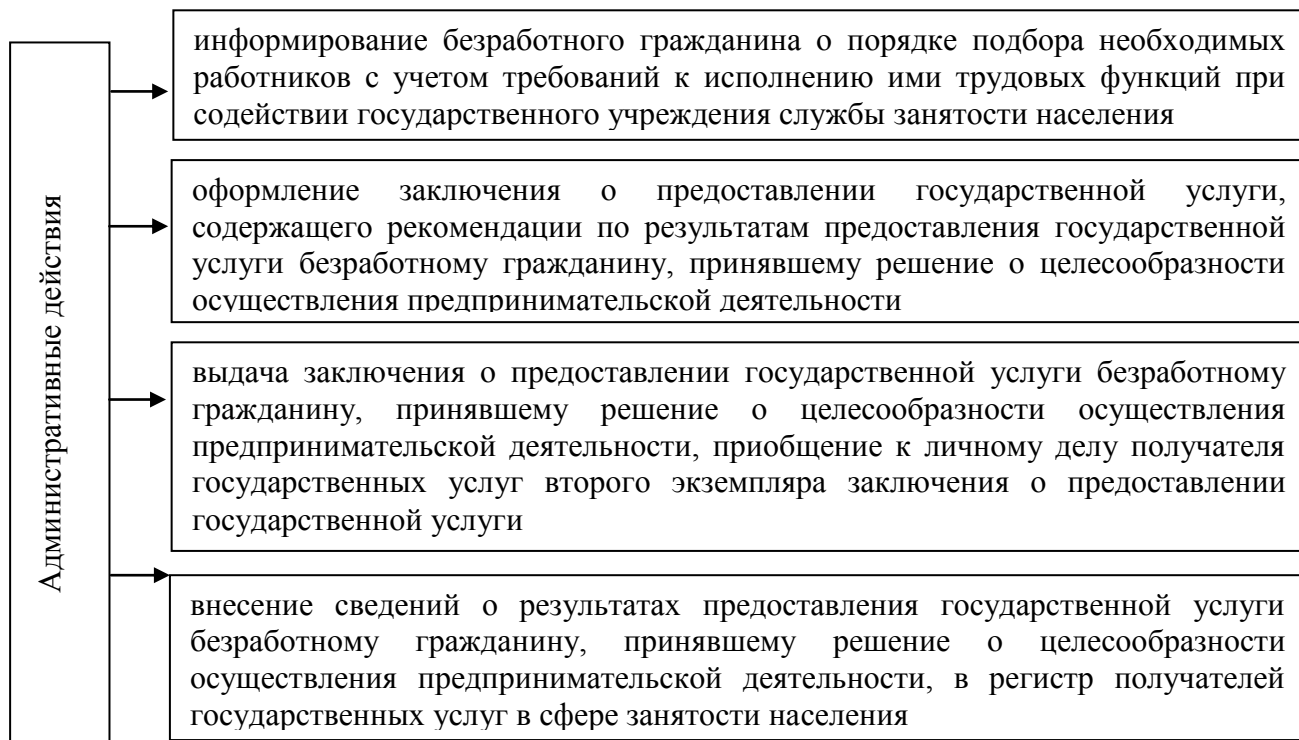 Административные действия
информирование безработного гражданина о порядке подбора необходимых
работников с учетом требований к исполнению ими трудовых функций при
содействии государственного учреждения службы занятости населения
оформление заключения о предоставлении государственной услуги,
содержащего рекомендации по результатам предоставления государственной
услуги безработному гражданину, принявшему решение о целесообразности
осуществления предпринимательской деятельности
выдача заключения о предоставлении государственной услуги безработному
гражданину, принявшему решение о целесообразности осуществления
предпринимательской деятельности, приобщение к личному делу получателя
государственных услуг второго экземпляра заключения о предоставлении
государственной услуги
внесение сведений о результатах предоставления государственной услуги
безработному гражданину, принявшему решение о целесообразности
осуществления предпринимательской деятельности, в регистр получателей
государственных услуг в сфере занятости населения